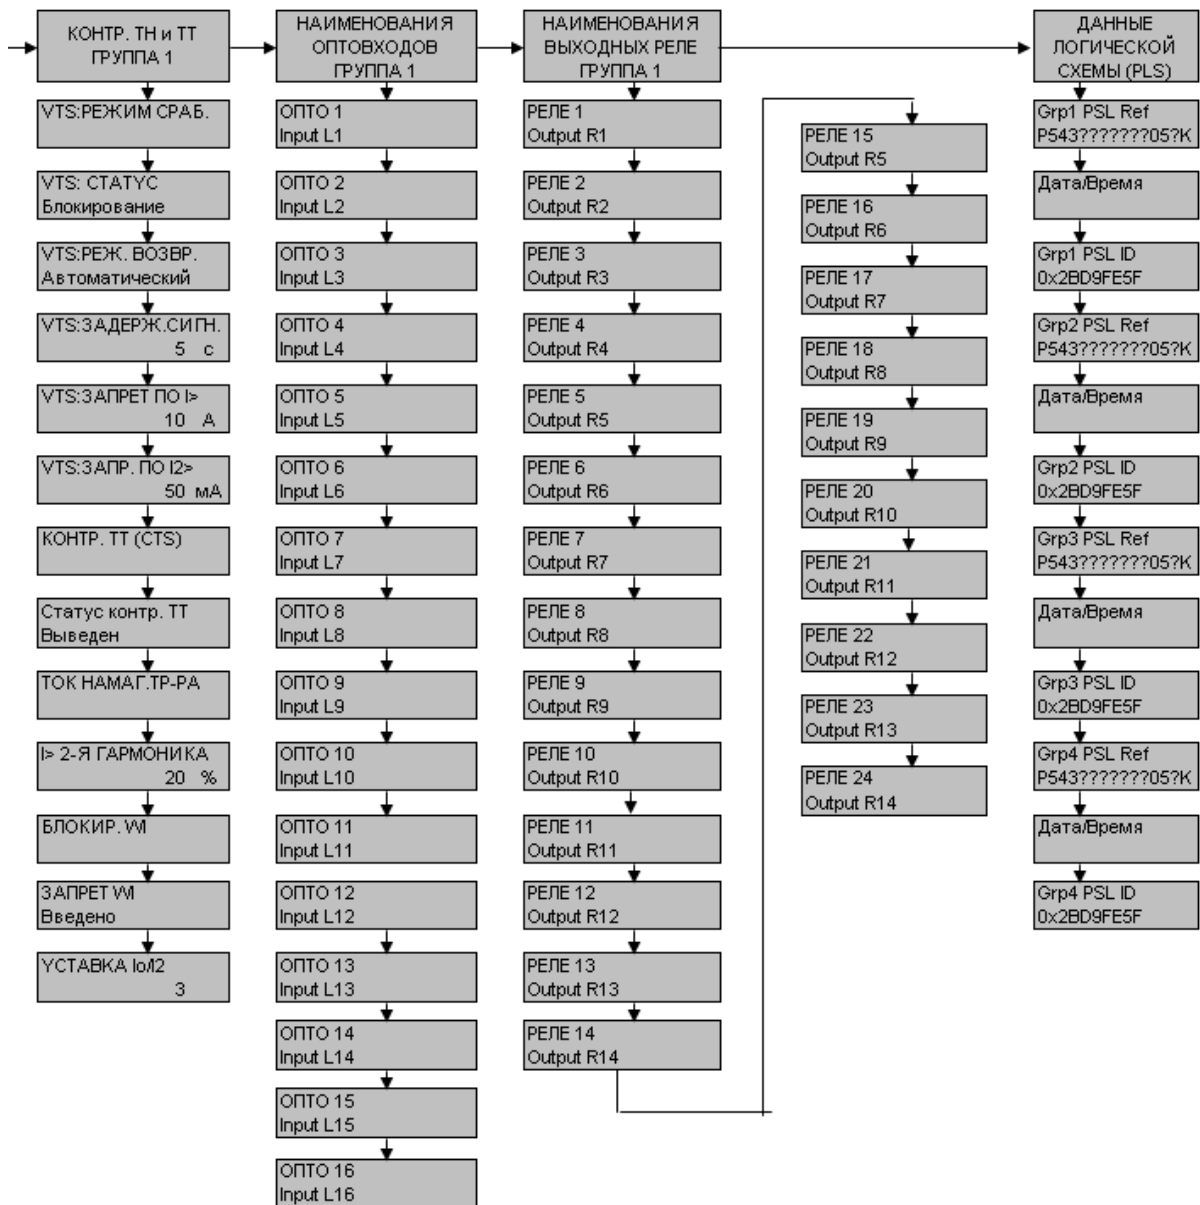 КОНТР. ТН и ТТ
ГРУППА 1
VTS:РЕЖИМ СРАБ.
VTS: СТАТУС
Блокирование
VTS:РЕЖ. ВОЗВР.
Автоматический
VTS:ЗАДЕРЖ.СИГН.
5 с
VTS:ЗАПРЕТ ПО I>
10 А
VTS:ЗАПР. ПО I2>
50 мА
КОНТР. ТТ (CTS)
Статус контр. ТТ
Выведен
ТОК НАМАГ.ТР-РА
I> 2-Я ГАРМОНИКА
20 %
БЛОКИР. WI
ЗАПРЕТ WI
Введено
УСТАВКА Io/I2
3
НАИМЕНОВАНИЯ
ОПТОВХОДОВ
ГРУППА 1
ОПТО 1
Input L1
ОПТО 2
Input L2
ОПТО 3
Input L3
ОПТО 4
Input L4
ОПТО 5
Input L5
ОПТО 6
Input L6
ОПТО 7
Input L7
ОПТО 8
Input L8
ОПТО 9
Input L9
ОПТО 10
Input L10
ОПТО 11
Input L11
ОПТО 12
Input L12
ОПТО 13
Input L13
ОПТО 14
Input L14
ОПТО 15
Input L15
ОПТО 16
Input L16
НАИМЕНОВАНИЯ
ВЫХОДНЫХ РЕЛЕ
ГРУППА 1
РЕЛЕ 1
Output R1
РЕЛЕ 2
Output R2
РЕЛЕ 3
Output R3
РЕЛЕ 4
Output R4
РЕЛЕ 5
Output R5
РЕЛЕ 6
Output R6
РЕЛЕ 7
Output R7
РЕЛЕ 8
Output R8
РЕЛЕ 9
Output R9
РЕЛЕ 10
Output R10
РЕЛЕ 11
Output R11
РЕЛЕ 12
Output R12
РЕЛЕ 13
Output R13
РЕЛЕ 14
Output R14
РЕЛЕ 15
Output R5
РЕЛЕ 16
Output R6
РЕЛЕ 17
Output R7
РЕЛЕ 18
Output R8
РЕЛЕ 19
Output R9
РЕЛЕ 20
Output R10
РЕЛЕ 21
Output R11
РЕЛЕ 22
Output R12
РЕЛЕ 23
Output R13
РЕЛЕ 24
Output R14
ДАННЫЕ
ЛОГИЧЕСКОЙ
СХЕМЫ (PLS)
Grp1 PSL Ref
P543???????05?K
Дата/Время
Grp1 PSL ID
0x2BD9FE5F
Grp2 PSL Ref
P543???????05?K
Дата/Время
Grp2 PSL ID
0x2BD9FE5F
Grp3 PSL Ref
P543???????05?K
Дата/Время
Grp3 PSL ID
0x2BD9FE5F
Grp4 PSL Ref
P543???????05?K
Дата/Время
Grp4 PSL ID
0x2BD9FE5F